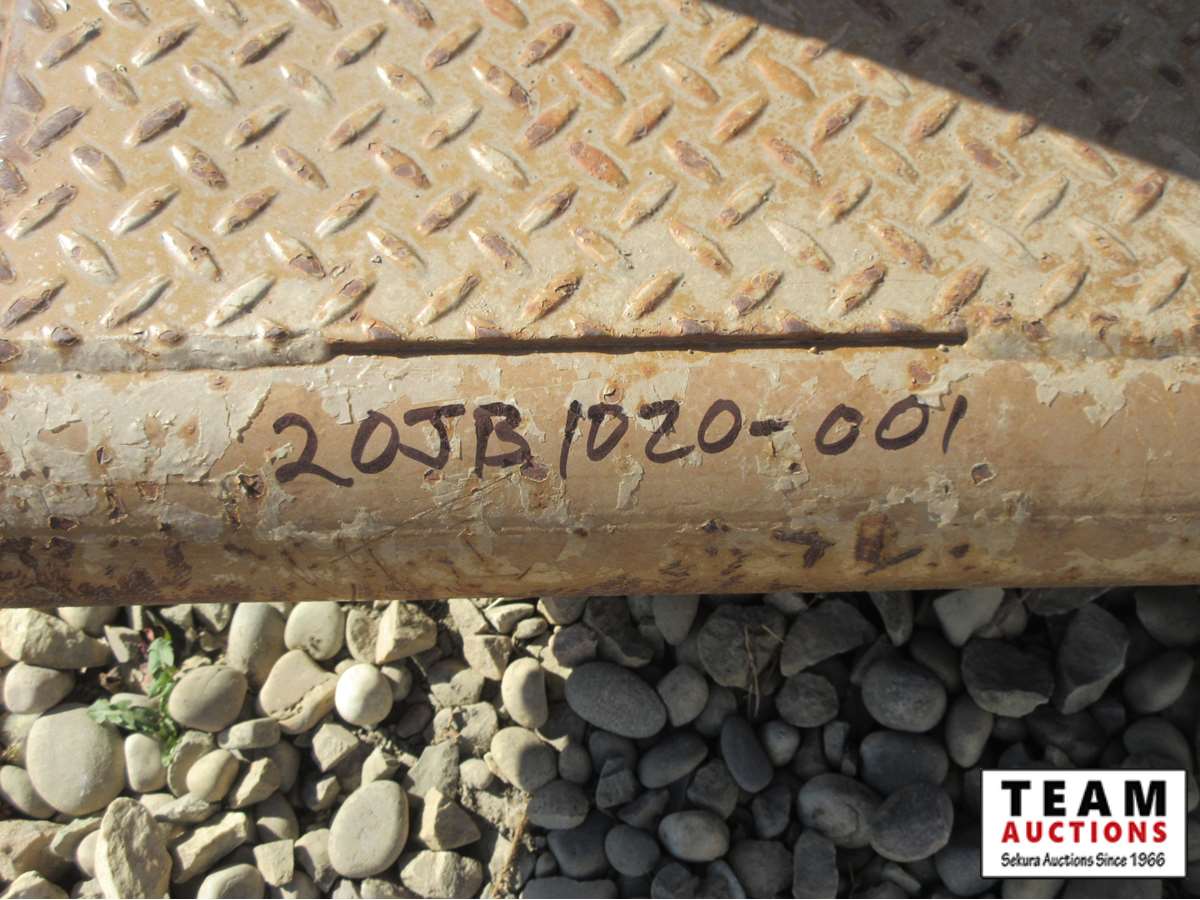 20JB1020-001
TEAM
AUCTIONS
Sekura Auctions Since 1966